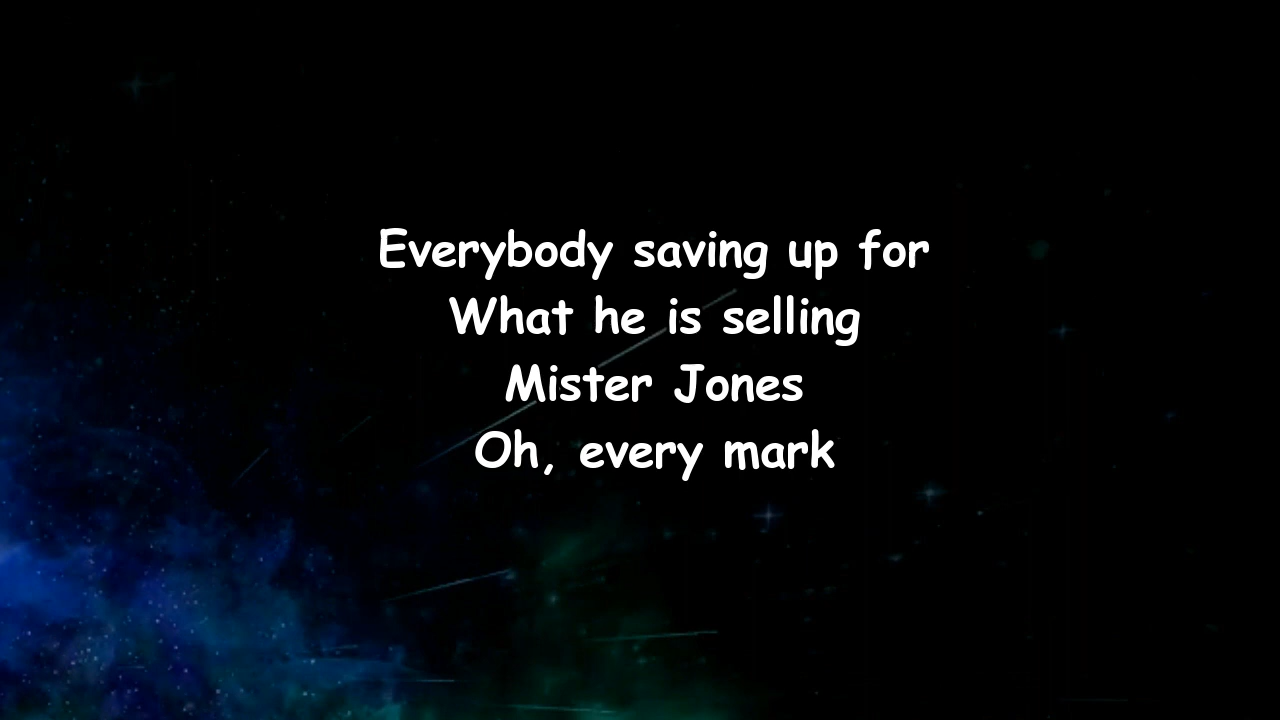 Everybody saving up for
What he is selling
Mister Jones
Oh, every mark